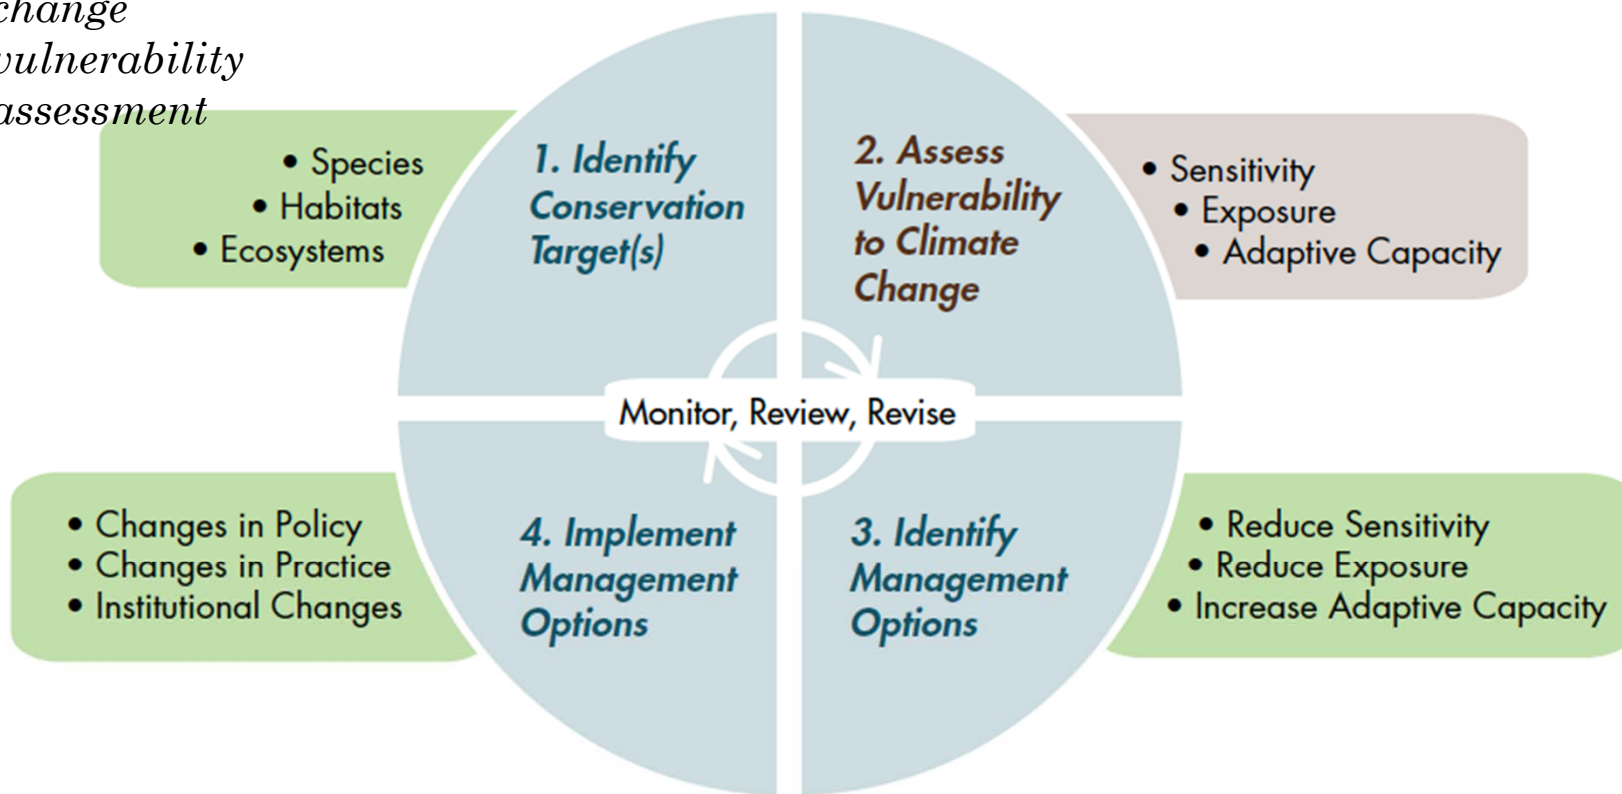 change
vulnerability
assessment
• Species
• Habitats
• Ecosystems
1. Identify
Conservation
Target(s)
2. Assess
Vulnerability
to Climate
Change
• Sensitivity
• Exposure
• Adaptive Capacity
Monitor, Review, Revise
• Changes in Policy
• Changes in Practice
• Institutional Changes
4. Implement
Management
Options
3. Identify
Management
Options
• Reduce Sensitivity
• Reduce Exposure
• Increase Adaptive Capacity